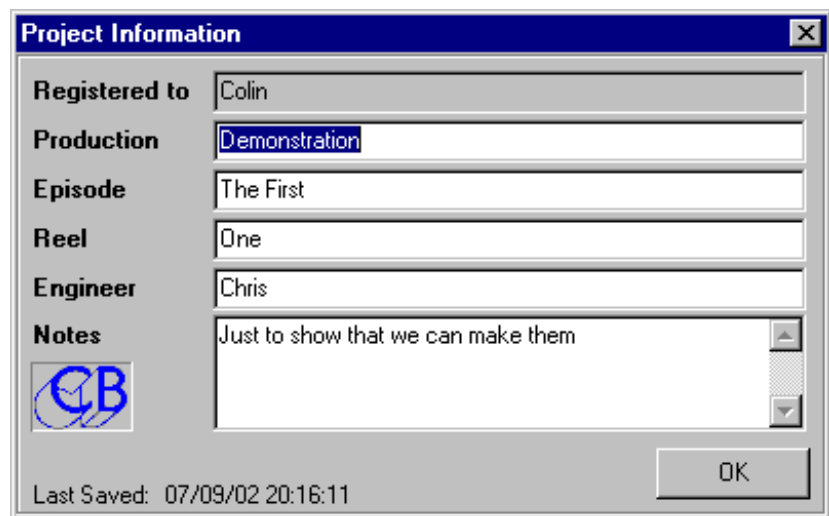 Project Information
Registered to Colin
Production Demonstration
Episode The First
Reel One
Engineer Chris
Notes Just to show that we can make them
CB
OK
Last Saved: 07/09/02 20:16:11